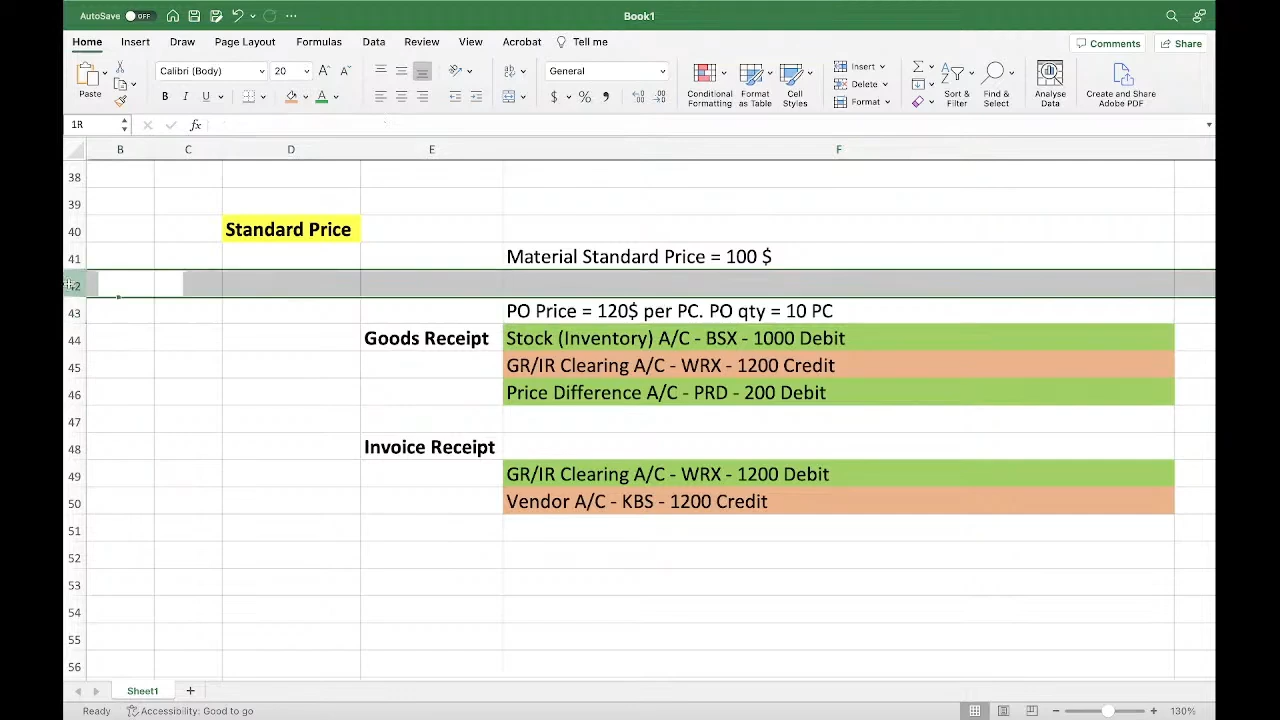 AutoSave OFF
Book1
Home Insert Draw Page Layout Formulas Data Review View Acrobat Tell me
Comments Share
Paste
Calibri (Body) 20
B I U
General
$ % ,
Conditional Formatting
Format as Table
Cell Styles
Insert
Delete
Format
Sort & Filter
Find & Select
Analyse Data
Create and Share Adobe PDF
1R fx
B C D E F
38
39
40 Standard Price
41 Material Standard Price = 100 $
43 PO Price = 120$ per PC. PO qty = 10 PC
44 Goods Receipt Stock (Inventory) A/C - BSX - 1000 Debit
45 GR/IR Clearing A/C - WRX - 1200 Credit
46 Price Difference A/C - PRD - 200 Debit
47
48 Invoice Receipt
49 GR/IR Clearing A/C - WRX - 1200 Debit
50 Vendor A/C - KBS - 1200 Credit
51
52
53
54
55
56
Sheet1 +
Ready Accessibility: Good to go
130%